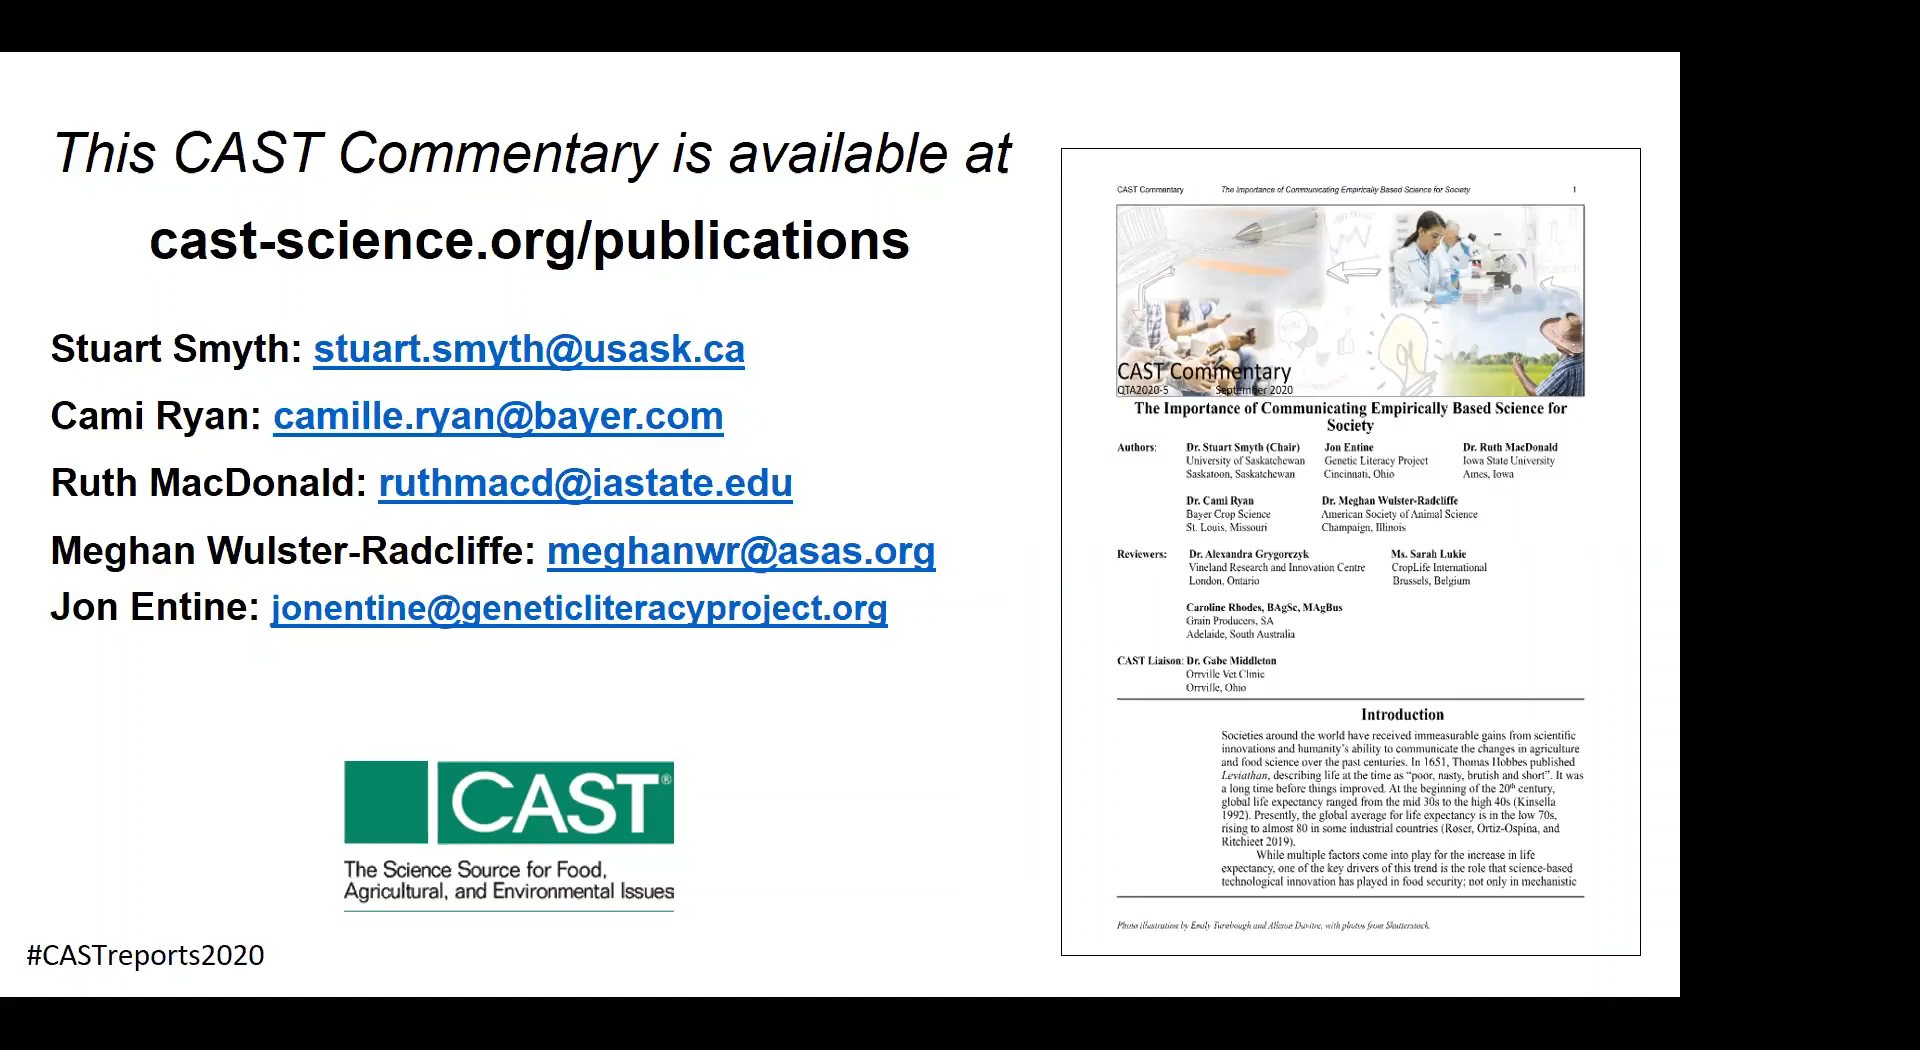 This CAST Commentary is available at
cast-science.org/publications
Stuart Smyth: stuart.smyth@usask.ca
Cami Ryan: camille.ryan@bayer.com
Ruth MacDonald: ruthmacd@iastate.edu
Meghan Wulster-Radcliffe: meghanwr@asas.org
Jon Entine: jonentine@geneticliteracyproject.org
CAST®
The Science Source for Food,
Agricultural, and Environmental Issues
#CASTreports2020
CAST Commentary The Importance of Communicating Empirically Based Science for Society 1
CAST Commentary
QTA2020-5 September 2020
The Importance of Communicating Empirically Based Science for
Society
Authors: Dr. Stuart Smyth (Chair) Jon Entine Dr. Ruth MacDonald
University of Saskatchewan Genetic Literacy Project Iowa State University
Saskatoon, Saskatchewan Cincinnati, Ohio Ames, Iowa
Dr. Cami Ryan Dr. Meghan Wulster-Radcliffe
Bayer Crop Science American Society of Animal Science
St. Louis, Missouri Champaign, Illinois
Reviewers: Dr. Alexandra Grygorczyk Ms. Sarah Lukie
Vineland Research and Innovation Centre CropLife International
London, Ontario Brussels, Belgium
Caroline Rhodes, BAgSc, MAgBus
Grain Producers, SA
Adelaide, South Australia
CAST Liaison: Dr. Gabe Middleton
Orrville Vet Clinic
Orrville, Ohio
Introduction
Societies around the world have received immeasurable gains from scientific
innovations and humanity's ability to communicate the changes in agriculture
and food science over the past centuries. In 1651, Thomas Hobbes published
Leviathan, describing life at the time as “poor, nasty, brutish and short”. It was
a long time before things improved. At the beginning of the 20th century,
global life expectancy ranged from the mid 30s to the high 40s (Kinsella
1992). Presently, the global average for life expectancy is in the low 70s,
rising to almost 80 in some industrial countries (Roser, Ortiz-Ospina, and
Ritchieet 2019).
While multiple factors come into play for the increase in life
expectancy, one of the key drivers of this trend is the role that science-based
technological innovation has played in food security; not only in mechanistic
Photo illustration by Emily Turnbough and Allison Davitre, with photos from Shutterstock.